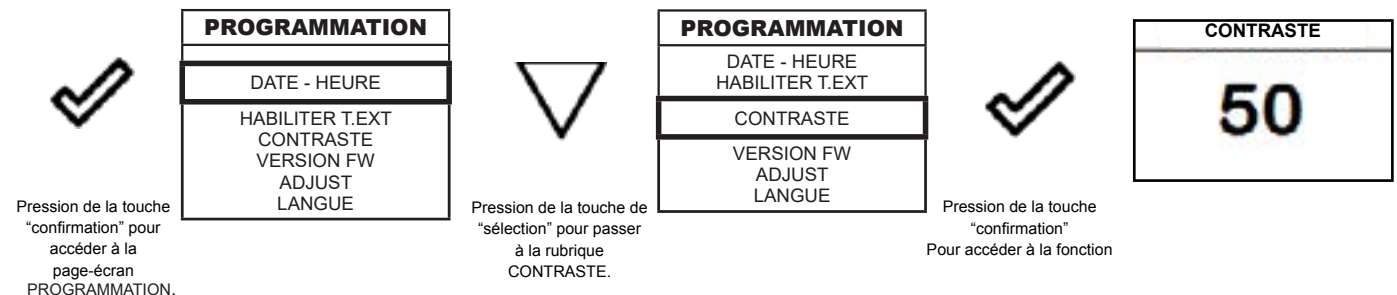 PROGRAMMATION
DATE - HEURE
HABILITER T.EXT
CONTRASTE
VERSION FW
ADJUST
LANGUE
Pression de la touche
“confirmation” pour
accéder à la
page-écran
PROGRAMMATION.
PROGRAMMATION
DATE - HEURE
HABILITER T.EXT
CONTRASTE
VERSION FW
ADJUST
LANGUE
Pression de la touche de
“sélection” pour passer
à la rubrique
CONTRASTE.
Pression de la touche
“confirmation”
Pour accéder à la fonction
CONTRASTE
50